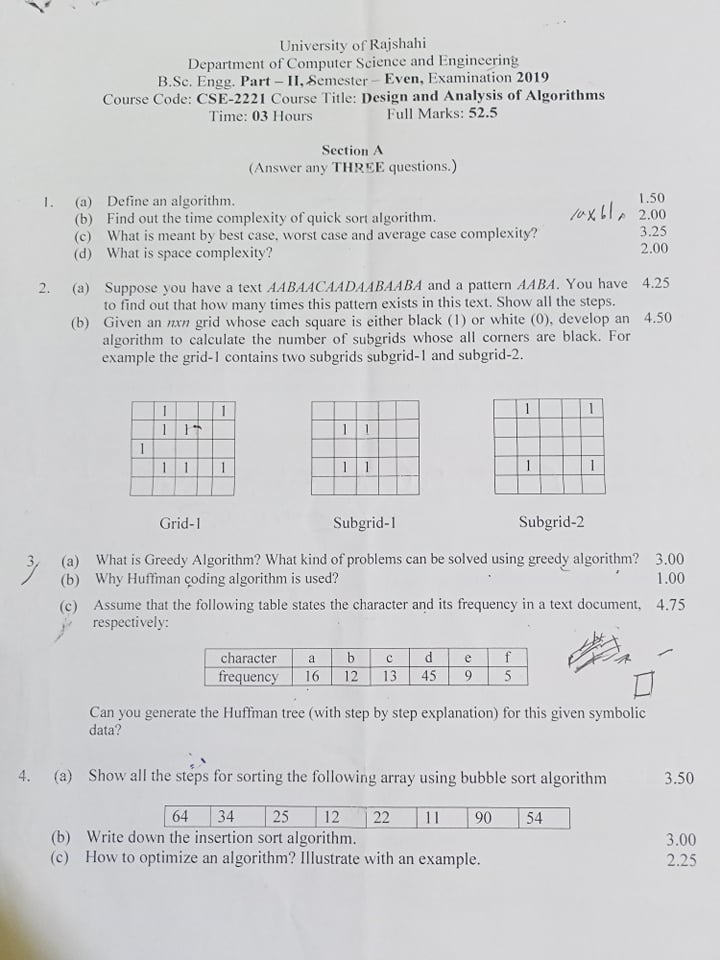 University of Rajshahi
Department of Computer Science and Engineering
B.Sc. Engg. Part – II, Semester – Even, Examination 2019
Course Code: CSE-2221 Course Title: Design and Analysis of Algorithms
Time: 03 Hours Full Marks: 52.5
Section A
(Answer any THREE questions.)
1. (a) Define an algorithm. 1.50
(b) Find out the time complexity of quick sort algorithm. 2.00
(c) What is meant by best case, worst case and average case complexity? 3.25
(d) What is space complexity? 2.00
2. (a) Suppose you have a text AABAACAADAABAABA and a pattern AABA. You have 4.25
to find out that how many times this pattern exists in this text. Show all the steps.
(b) Given an nxn grid whose each square is either black (1) or white (0), develop an 4.50
algorithm to calculate the number of subgrids whose all corners are black. For
example the grid-1 contains two subgrids subgrid-1 and subgrid-2.
1 1 1 1
1 1 1 1
1
1 1 1 1 1 1 1
Grid-1 Subgrid-1 Subgrid-2
3. (a) What is Greedy Algorithm? What kind of problems can be solved using greedy algorithm? 3.00
(b) Why Huffman coding algorithm is used? 1.00
(c) Assume that the following table states the character and its frequency in a text document, 4.75
respectively:
character a b c d e f
frequency 16 12 13 45 9 5
Can you generate the Huffman tree (with step by step explanation) for this given symbolic
data?
4. (a) Show all the steps for sorting the following array using bubble sort algorithm 3.50
64 34 25 12 22 11 90 54
(b) Write down the insertion sort algorithm. 3.00
(c) How to optimize an algorithm? Illustrate with an example. 2.25